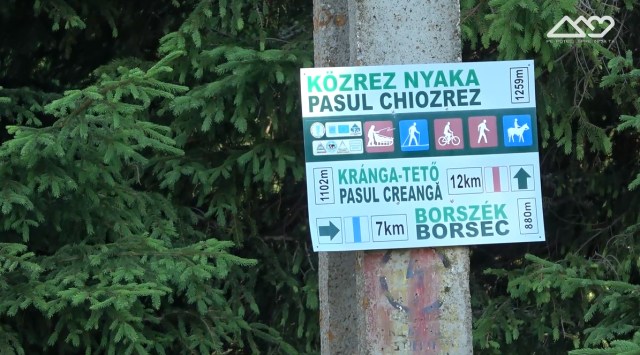 KÖZREZ NYAKA
PASUL CHIOZREZ
1259m
1102m
KRÁNGA-TETŐ
PASUL CREANGĂ
12km
7km
BORSZÉK
BORSEC
880m